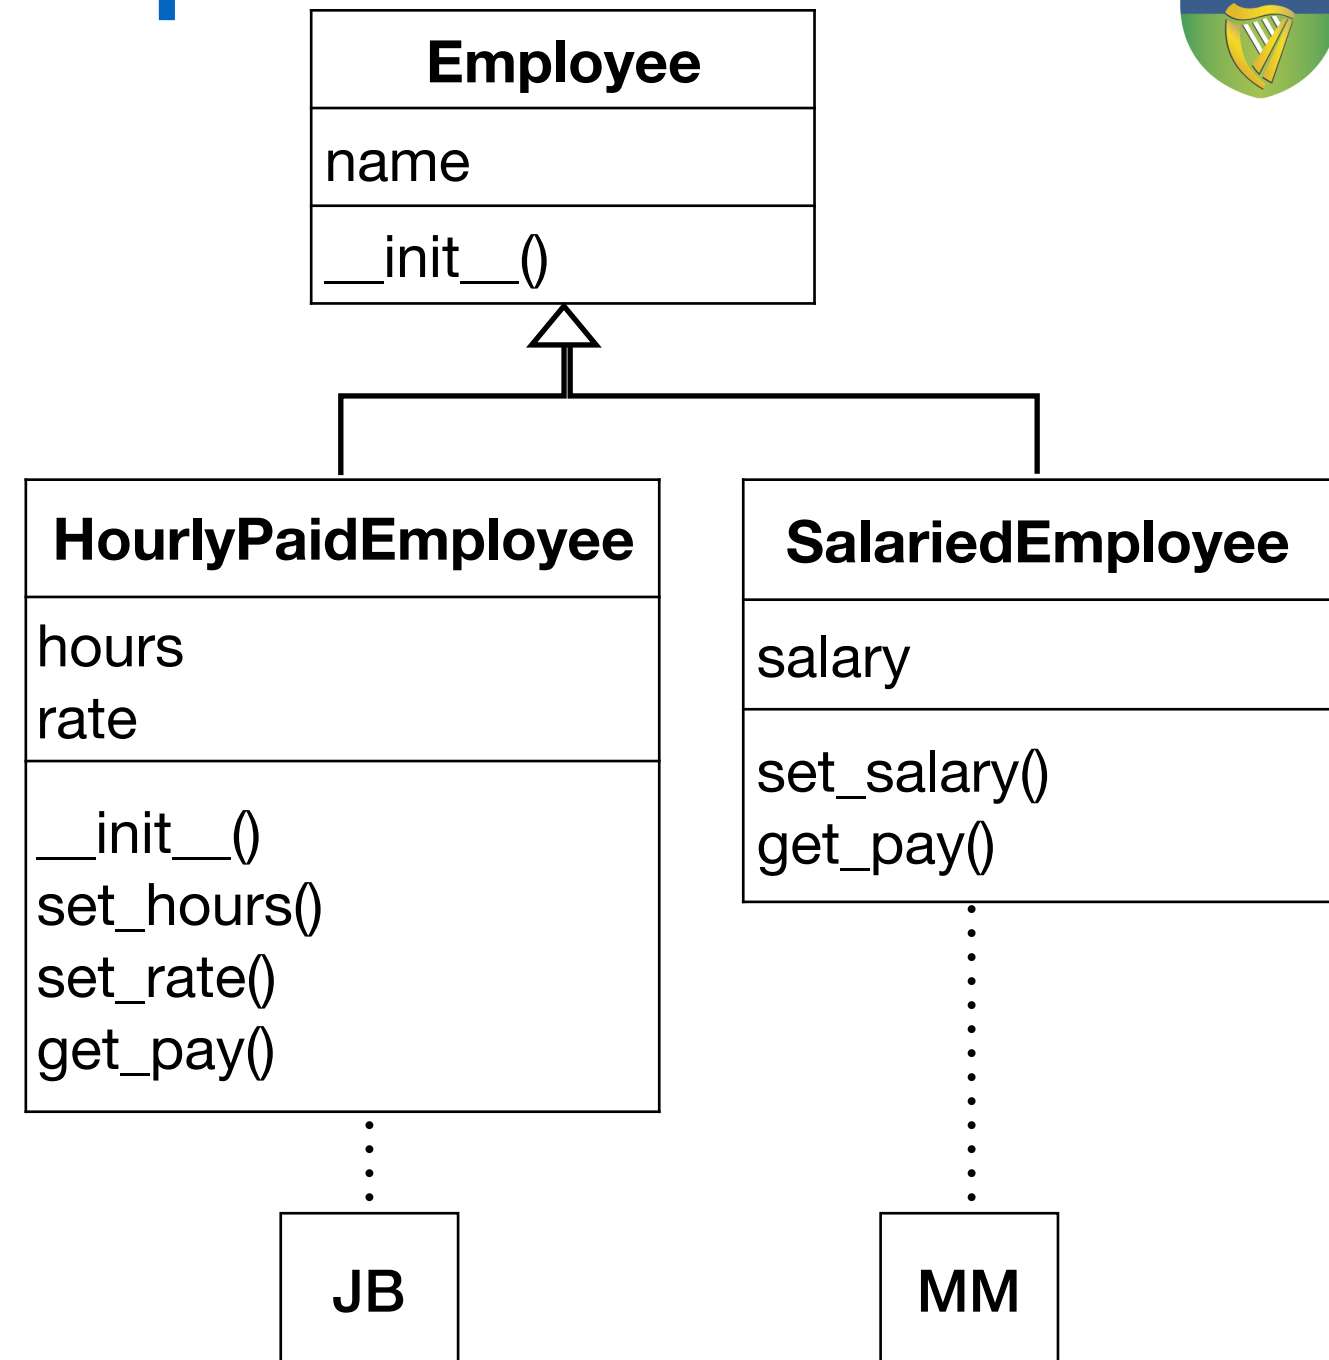 Employee
name
__init__()
HourlyPaidEmployee
hours
rate
__init__()
set_hours()
set_rate()
get_pay()
SalariedEmployee
salary
set_salary()
get_pay()
JB
MM